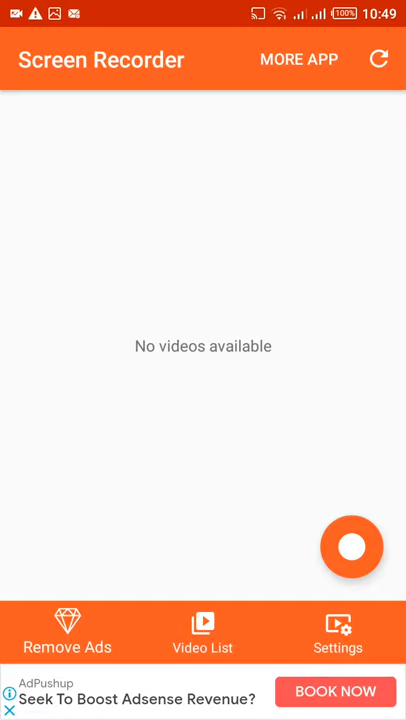 100%
10:49
Screen Recorder
MORE APP
No videos available
Remove Ads
Video List
Settings
AdPushup
Seek To Boost Adsense Revenue?
BOOK NOW